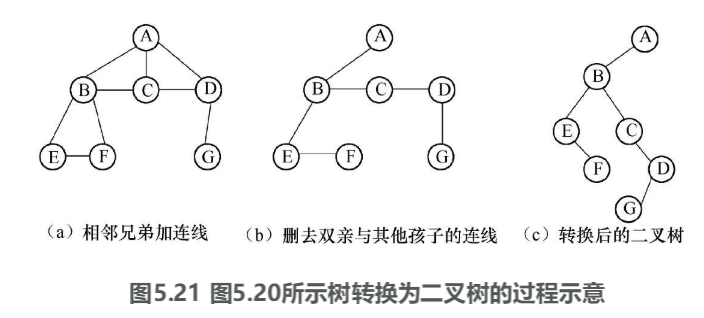 A
A
A
B
B C D
B C D
E
C
E F G
E F G
F
D
G
（a）相邻兄弟加连线
（b）删去双亲与其他孩子的连线
（c）转换后的二叉树
图5.21 图5.20所示树转换为二叉树的过程示意